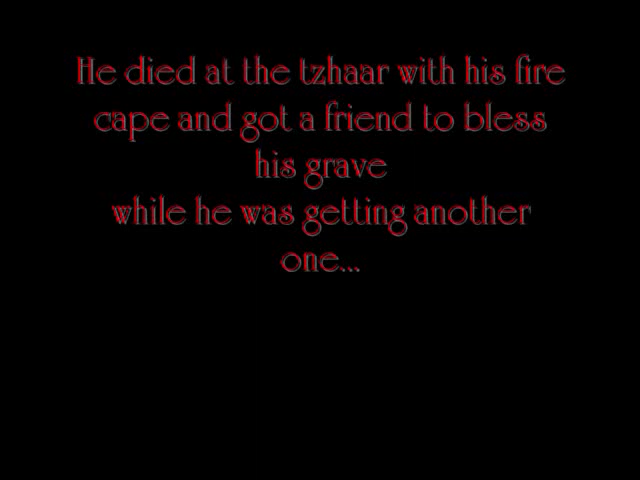 He died at the tzhaar with his fire
cape and got a friend to bless
his grave
while he was getting another
one...